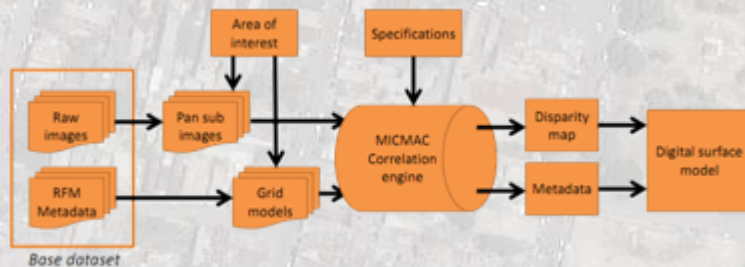 Area of
interest
Specifications
Raw
images
Pan sub
images
MICMAC
Correlation
engine
Disparity
map
Digital surface
model
RFM
Metadata
Grid
models
Metadata
Base dataset